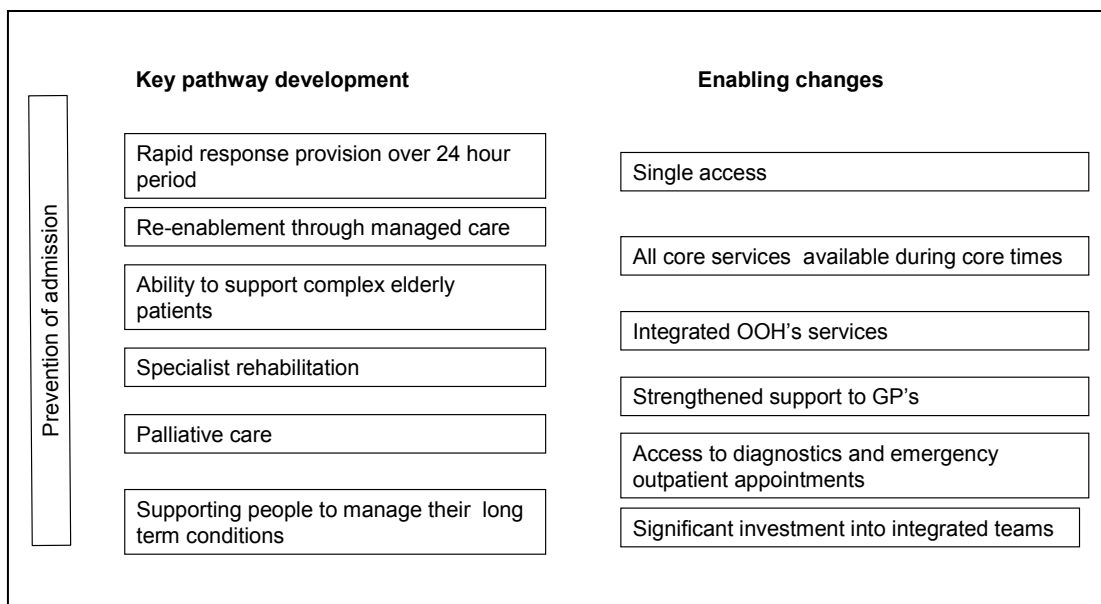 Key pathway development
Enabling changes
Prevention of admission
Rapid response provision over 24 hour
period
Re-enablement through managed care
Ability to support complex elderly
patients
Specialist rehabilitation
Palliative care
Supporting people to manage their  long
term conditions
Single access
All core services  available during core times
Integrated OOH's services
Strengthened support to GP's
Access to diagnostics and emergency
outpatient appointments
Significant investment into integrated teams